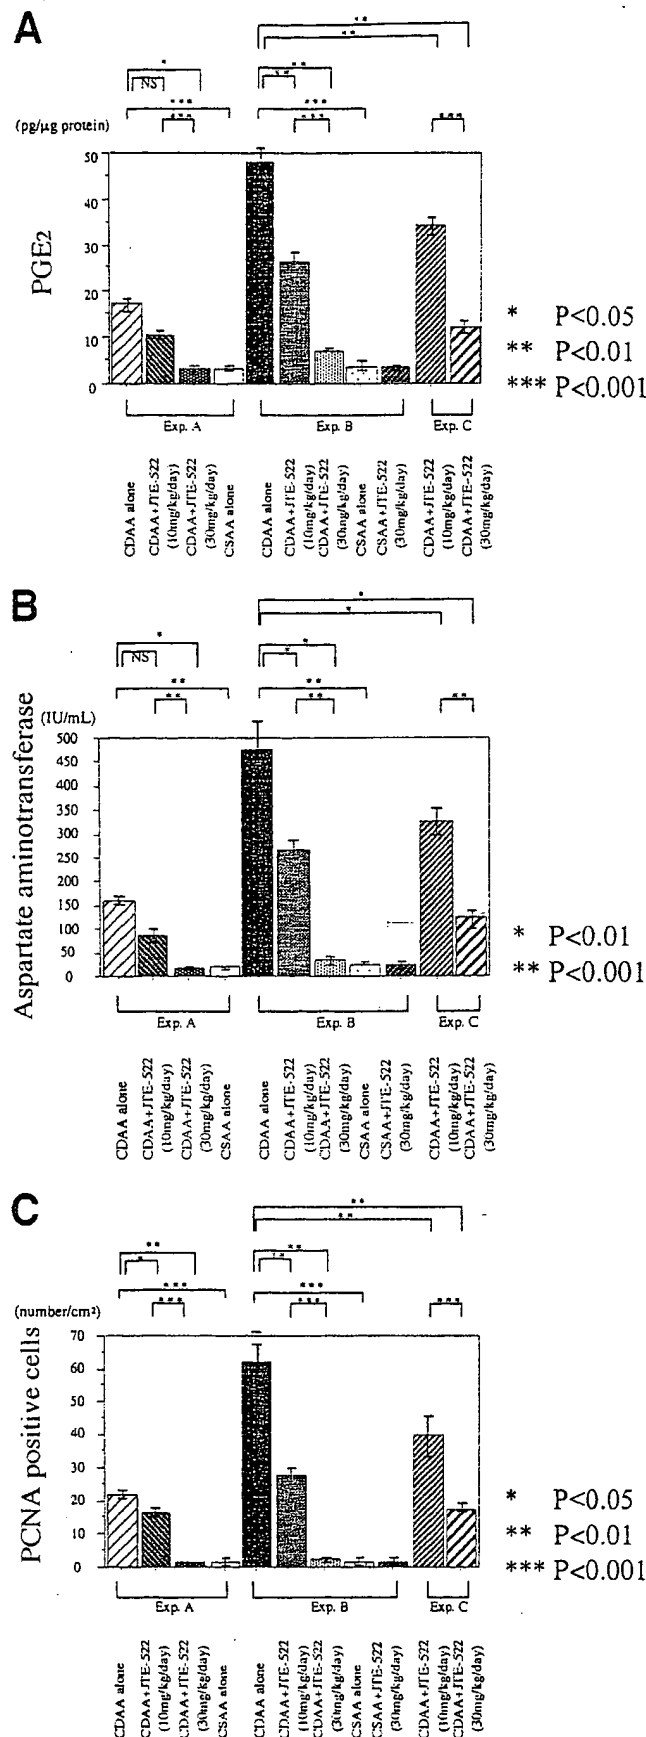 A
**
**
*
NS
**
**
***
***
***
***
***
(pg/μg protein)
PGE2
50
40
30
20
10
0
* P<0.05
** P<0.01
*** P<0.001
Exp. A
Exp. B
Exp. C
CDAA alone
CDAA+JTE-522
(10mg/kg/day)
CDAA+JTE-522
(30mg/kg/day)
CSAA alone
CDAA alone
CDAA+JTE-522
(10mg/kg/day)
CDAA+JTE-522
(30mg/kg/day)
CSAA alone
CSAA+JTE-522
(30mg/kg/day)
CDAA+JTE-522
(10mg/kg/day)
CDAA+JTE-522
(30mg/kg/day)
B
*
*
*
NS
*
*
**
**
**
**
**
(IU/mL)
Aspartate aminotransferase
500
450
400
350
300
250
200
150
100
50
0
* P<0.01
** P<0.001
Exp. A
Exp. B
Exp. C
CDAA alone
CDAA+JTE-522
(10mg/kg/day)
CDAA+JTE-522
(30mg/kg/day)
CSAA alone
CDAA alone
CDAA+JTE-522
(10mg/kg/day)
CDAA+JTE-522
(30mg/kg/day)
CSAA alone
CSAA+JTE-522
(30mg/kg/day)
CDAA+JTE-522
(10mg/kg/day)
CDAA+JTE-522
(30mg/kg/day)
C
**
**
**
*
**
**
***
***
***
***
***
(number/cm²)
PCNA positive cells
70
60
50
40
30
20
10
0
* P<0.05
** P<0.01
*** P<0.001
Exp. A
Exp. B
Exp. C
CDAA alone
CDAA+JTE-522
(10mg/kg/day)
CDAA+JTE-522
(30mg/kg/day)
CSAA alone
CDAA alone
CDAA+JTE-522
(10mg/kg/day)
CDAA+JTE-522
(30mg/kg/day)
CSAA alone
CSAA+JTE-522
(30mg/kg/day)
CDAA+JTE-522
(10mg/kg/day)
CDAA+JTE-522
(30mg/kg/day)